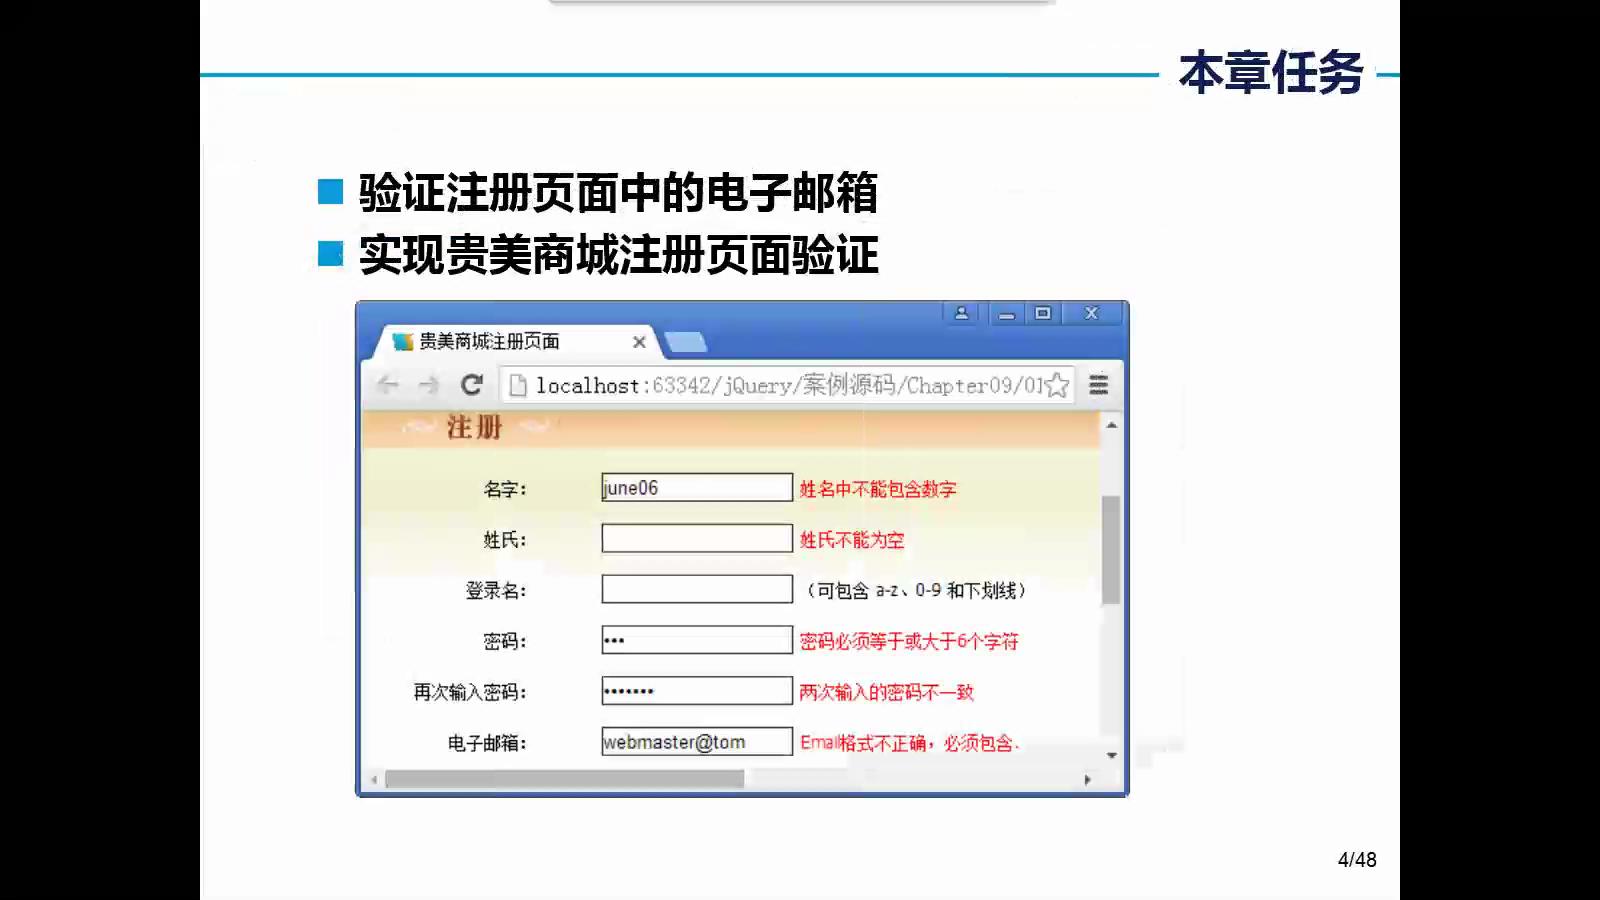 本章任务
验证注册页面中的电子邮箱
实现贵美商城注册页面验证
贵美商城注册页面
localhost:63342/jQuery/案例源码/Chapter09/01
注册
名字： june06 姓名中不能包含数字
姓氏： 姓氏不能为空
登录名： （可包含 a-z、0-9 和下划线）
密码： ••• 密码必须等于或大于6个字符
再次输入密码： ••••••• 两次输入的密码不一致
电子邮箱： webmaster@tom Email格式不正确，必须包含.
4/48